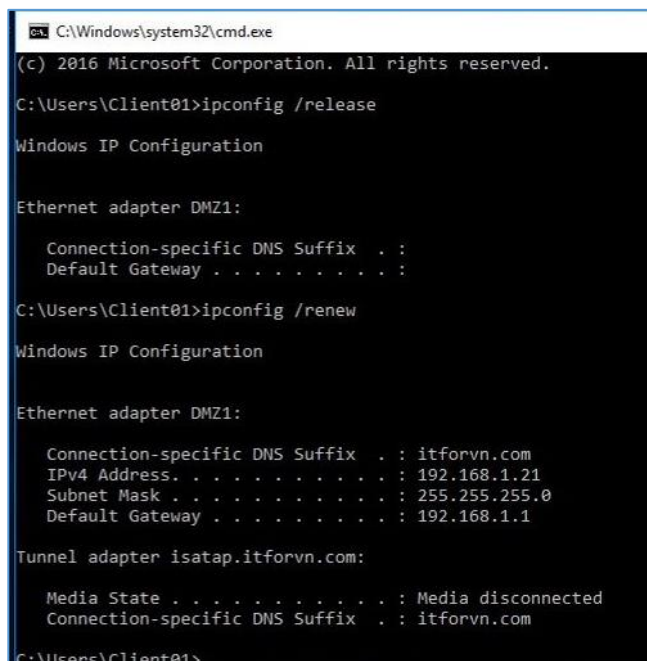 C:\Windows\system32\cmd.exe
(c) 2016 Microsoft Corporation. All rights reserved.
C:\Users\Client01>ipconfig /release
Windows IP Configuration
Ethernet adapter DMZ1:
Connection-specific DNS Suffix . :
Default Gateway . . . . . . . . . :
C:\Users\Client01>ipconfig /renew
Windows IP Configuration
Ethernet adapter DMZ1:
Connection-specific DNS Suffix . : itforvn.com
IPv4 Address. . . . . . . . . . . : 192.168.1.21
Subnet Mask . . . . . . . . . . . : 255.255.255.0
Default Gateway . . . . . . . . . : 192.168.1.1
Tunnel adapter isatap.itforvn.com:
Media State . . . . . . . . . . . : Media disconnected
Connection-specific DNS Suffix . : itforvn.com
C:\Users\Client01>